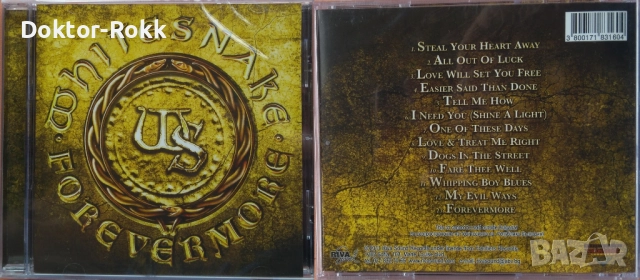 Doktor-Rokk
WHITESNAKE
WS
FOREVERMORE
1. STEAL YOUR HEART AWAY
2. ALL OUT OF LUCK
3. LOVE WILL SET YOU FREE
4. EASIER SAID THAN DONE
TELL ME HOW
6. I NEED YOU (SHINE A LIGHT)
ONE OF THESE DAYS
8. LOVE & TREAT ME RIGHT
DOGS IN THE STREET
10. FARE THEE WELL
11. WHIPPING BOY BLUES
12. MY EVIL WAYS
13. FOREVERMORE
3 800171 831604
RIVA
BAZAR